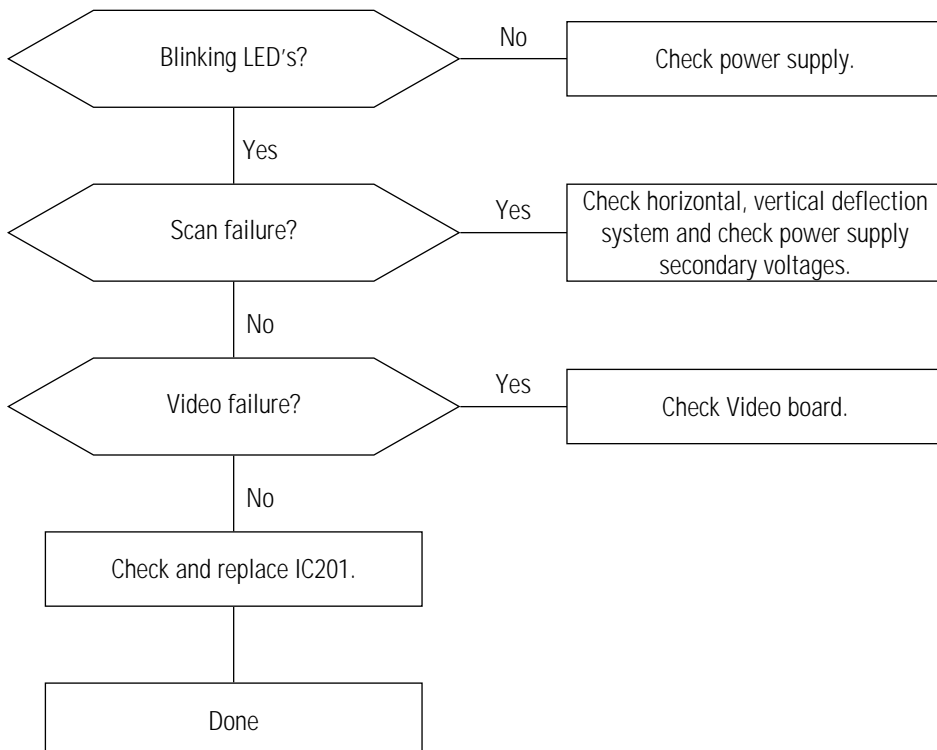 Blinking LED's?
No
Check power supply.
Yes
Scan failure?
Yes
Check horizontal, vertical deflection
system and check power supply
secondary voltages.
No
Video failure?
Yes
Check Video board.
No
Check and replace IC201.
Done